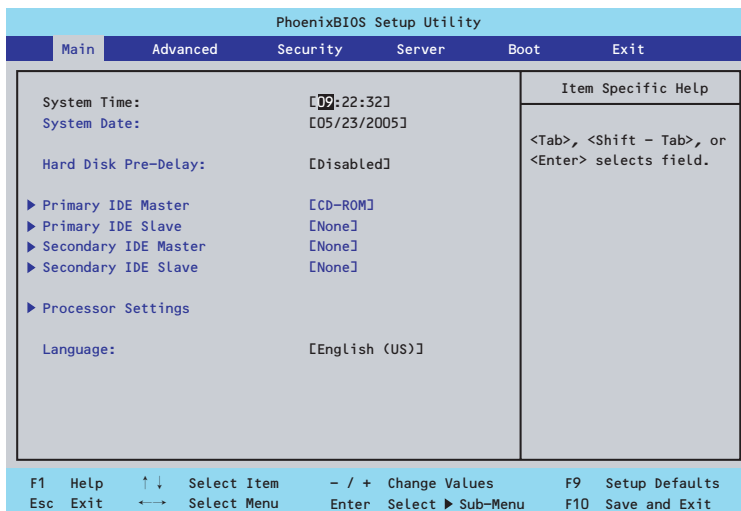 PhoenixBIOS Setup Utility
Main Advanced Security Server Boot Exit
Item Specific Help
System Time: [09:22:32]
System Date: [05/23/2005]
<Tab>, <Shift - Tab>, or
<Enter> selects field.
Hard Disk Pre-Delay: [Disabled]
▶ Primary IDE Master [CD-ROM]
▶ Primary IDE Slave [None]
▶ Secondary IDE Master [None]
▶ Secondary IDE Slave [None]
▶ Processor Settings
Language: [English (US)]
F1 Help ↑↓ Select Item - / + Change Values F9 Setup Defaults
Esc Exit ←→ Select Menu Enter Select ▶ Sub-Menu F10 Save and Exit